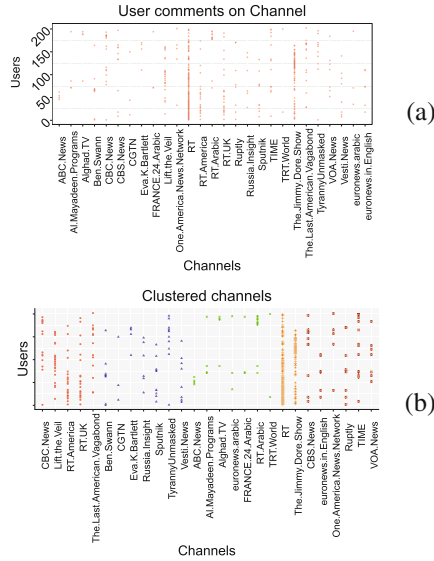 User comments on Channel
Users
200
150
100
50
0
ABC.News
Al.Mayadeen.Programs
Alghad.TV
Ben.Swann
CBC.News
CBS.News
CGTN
Eva.K.Bartlett
FRANCE.24.Arabic
Lift.the.Veil
One.America.News.Network
RT
RT.America
RT.Arabic
RT.UK
Ruptly
Russia.Insight
Sputnik
TIME
TRT.World
The.Jimmy.Dore.Show
The.Last.American.Vagabond
TyrannyUnmasked
VOA.News
Vesti.News
euronews.arabic
euronews.in.English
Channels
(a)
Clustered channels
Users
CBC.News
Lift.the.Veil
RT.America
RT.UK
The.Last.American.Vagabond
Ben.Swann
CGTN
Eva.K.Bartlett
Russia.Insight
Sputnik
TyrannyUnmasked
Vesti.News
ABC.News
Al.Mayadeen.Programs
Alghad.TV
euronews.arabic
FRANCE.24.Arabic
RT.Arabic
TRT.World
RT
The.Jimmy.Dore.Show
CBS.News
euronews.in.English
One.America.News.Network
Ruptly
TIME
VOA.News
Channels
(b)